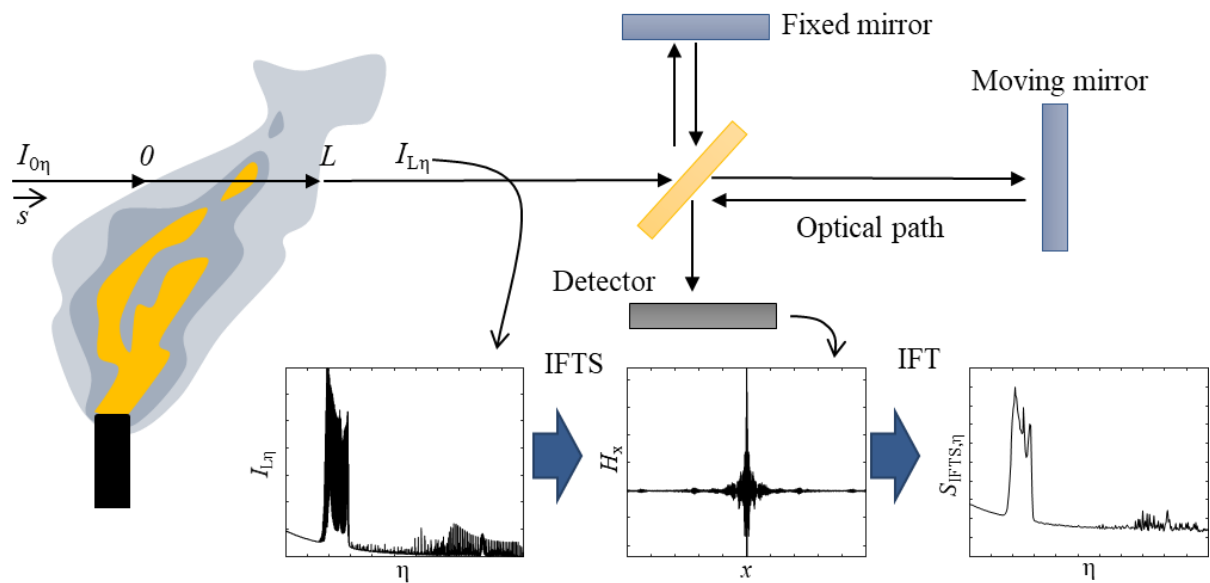 Fixed mirror
Moving mirror
I0η
0
L
ILη
s
Optical path
Detector
IFTS
IFT
ILη
η
Hx
x
SIFTS,η
η